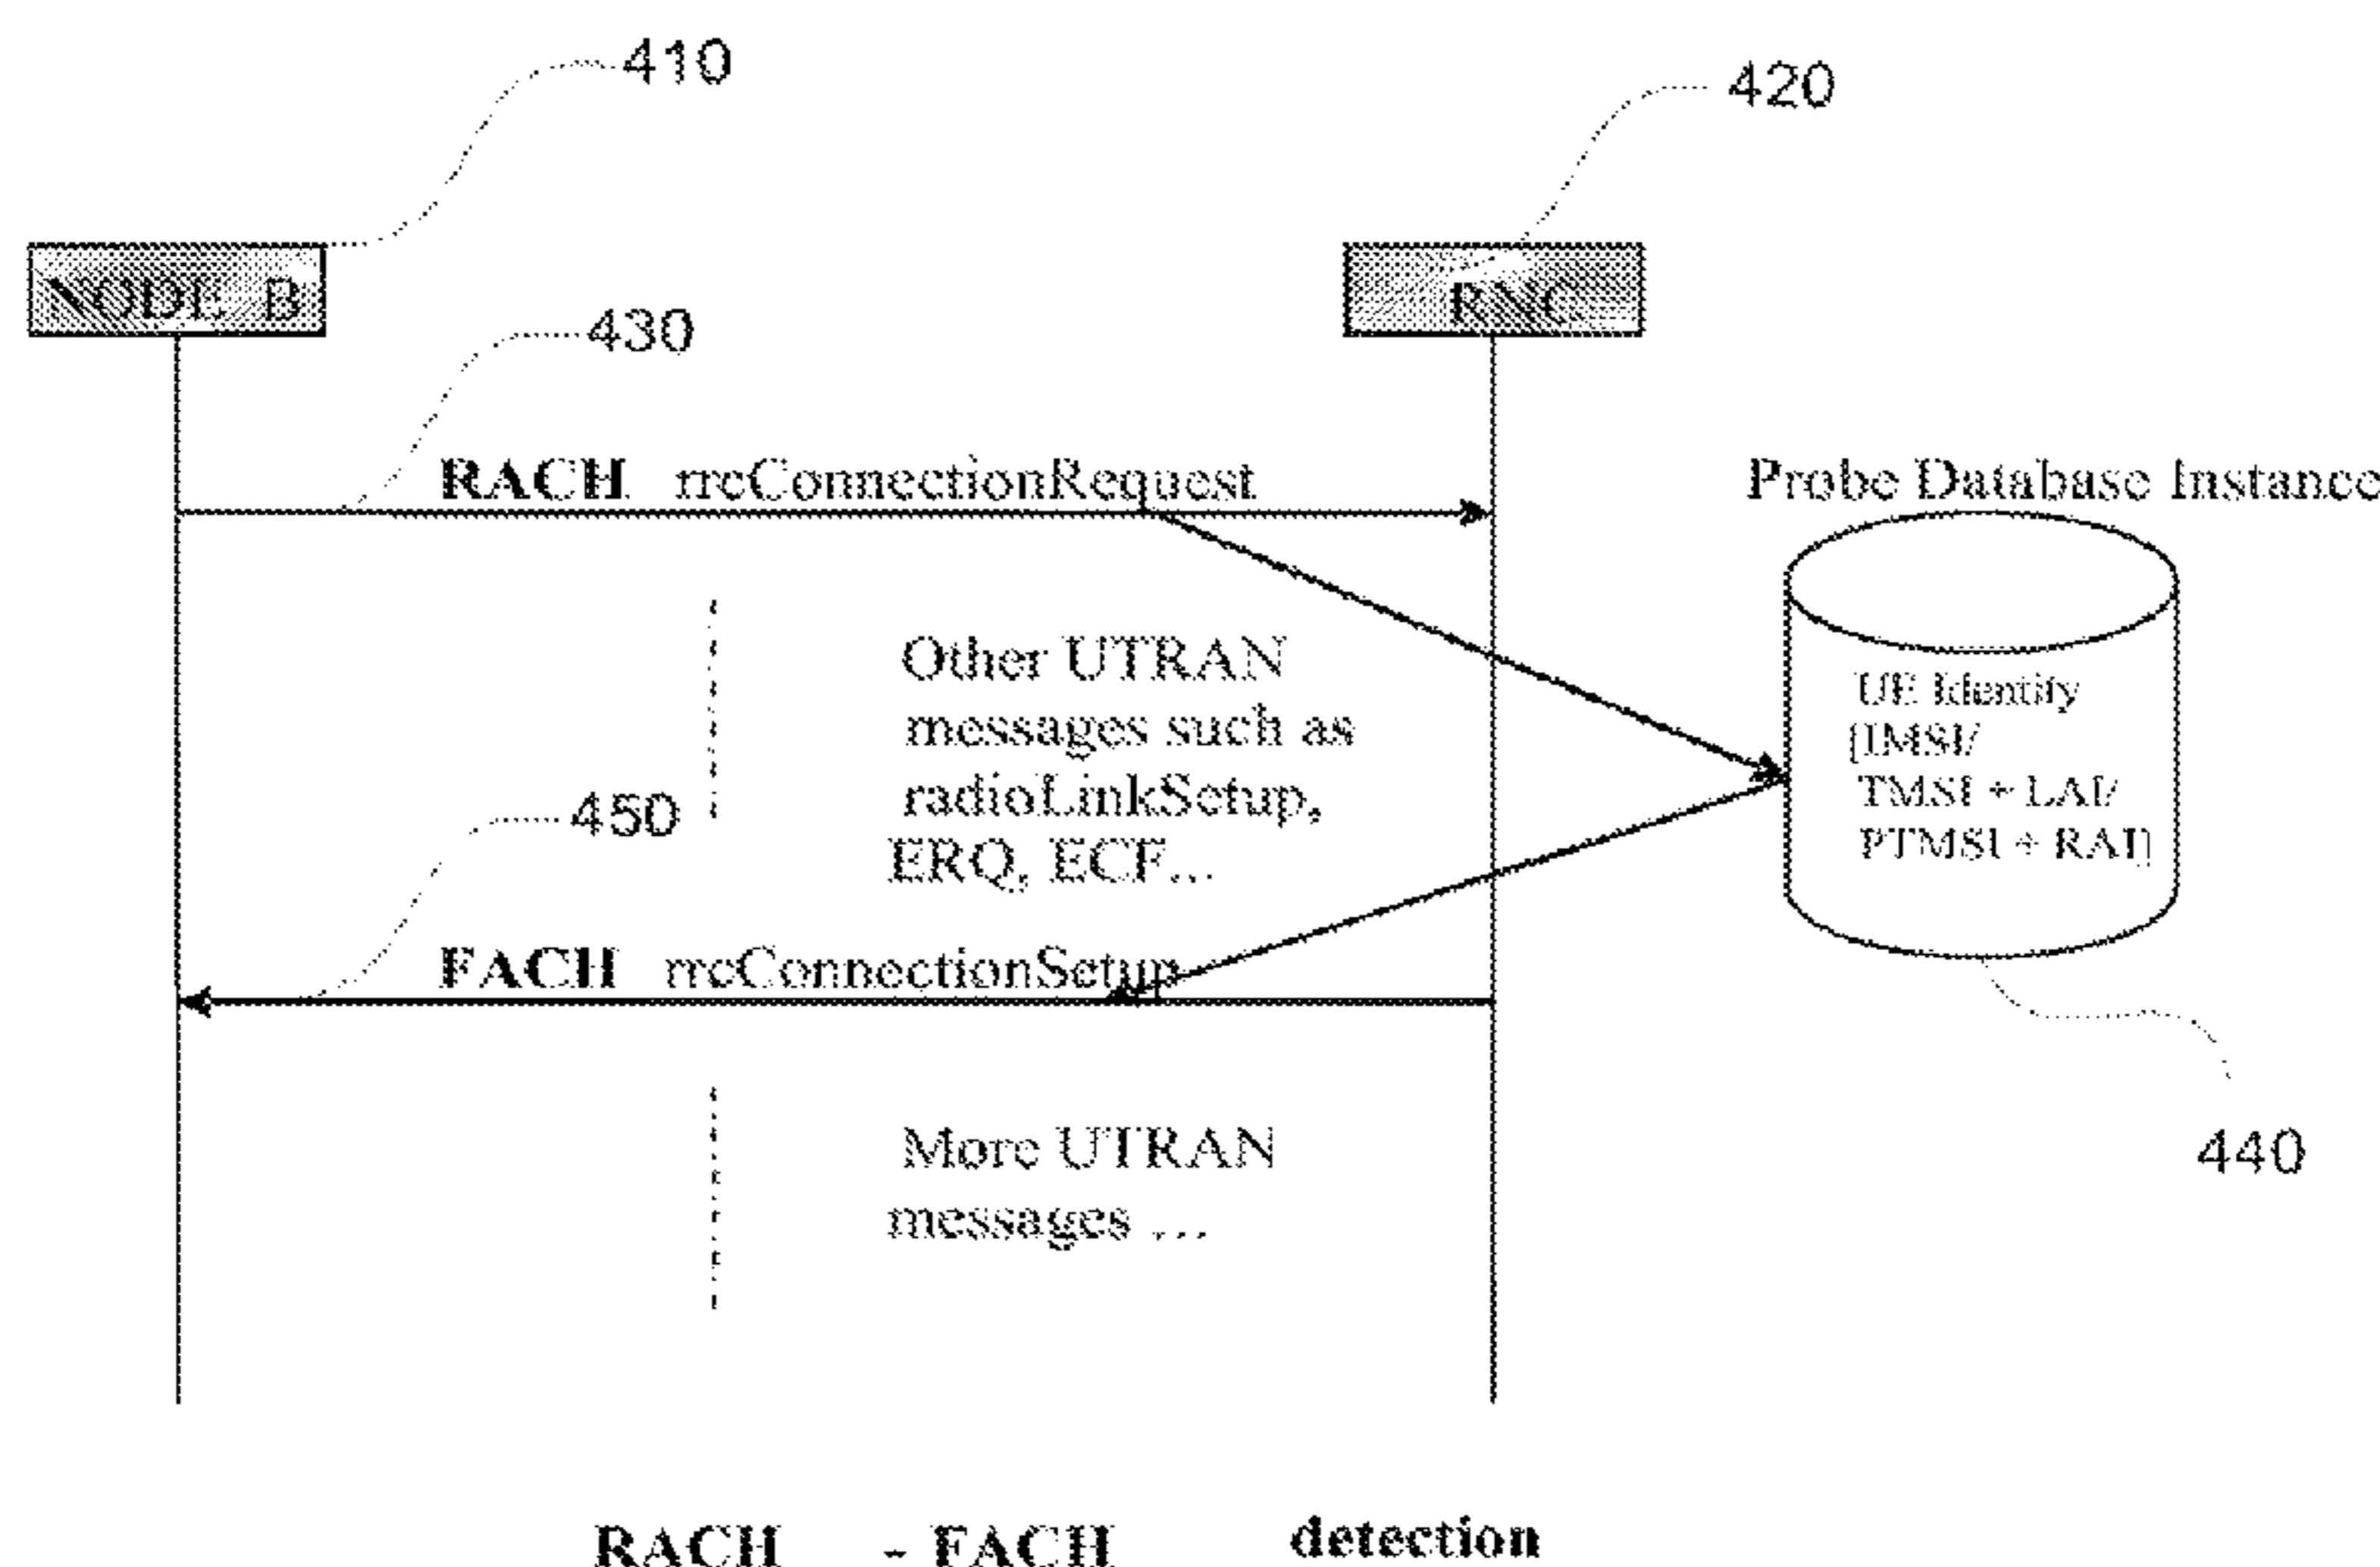 410
420
NODE B
RNC
430
RACH rrcConnectionRequest
Probe Database Instance
Other UTRAN
messages such as
radioLinkSetup,
ERQ, ECF...
UE Identity
[IMSI/
TMSI + LAI/
PTMSI + RAI]
450
FACH rrcConnectionSetup
440
More UTRAN
messages ...
RACH - FACH detection